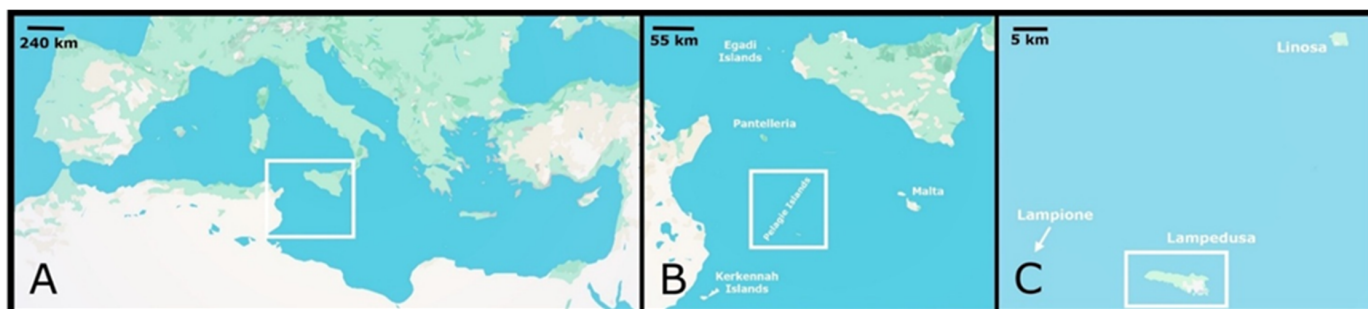 240 km
A
55 km
Egadi
Islands
Pantelleria
Pelagie Islands
Malta
Kerkennah
Islands
B
5 km
Linosa
Lampione
Lampedusa
C